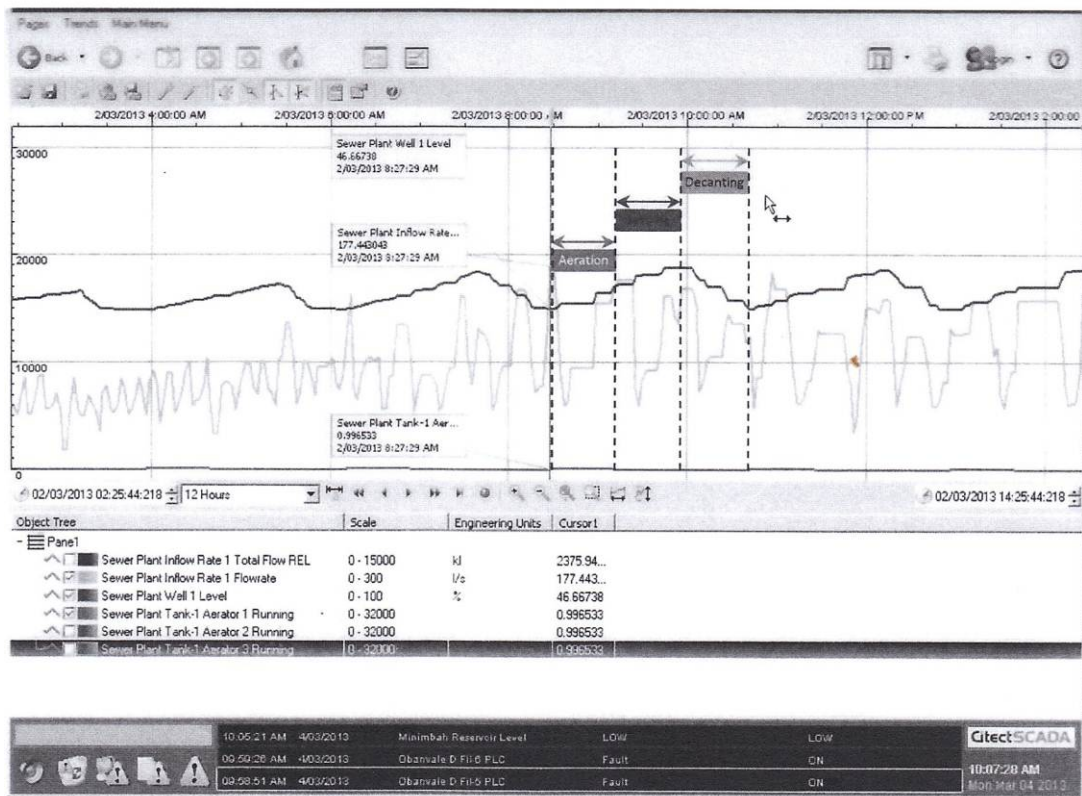 Pages Trends Main Menu
Back
2/03/2013 4:00:00 AM 2/03/2013 6:00:00 AM 2/03/2013 8:00:00 AM 2/03/2013 10:00:00 AM 2/03/2013 12:00:00 PM 2/03/2013 2:00:00
30000
Sewer Plant Well 1 Level
46.66738
2/03/2013 8:27:29 AM
Decanting
Sewer Plant Inflow Rate...
177.443043
2/03/2013 8:27:29 AM
20000
Aeration
10000
Sewer Plant Tank-1 Aer...
0.996533
2/03/2013 8:27:29 AM
0
02/03/2013 02:25:44:218 12 Hours 02/03/2013 14:25:44:218
Object Tree Scale Engineering Units Cursor1
Pane1
Sewer Plant Inflow Rate 1 Total Flow REL 0 - 15000 kl 2375.94...
Sewer Plant Inflow Rate 1 Flowrate 0 - 300 l/s 177.443...
Sewer Plant Well 1 Level 0 - 100 % 46.66738
Sewer Plant Tank-1 Aerator 1 Running 0 - 32000 0.996533
Sewer Plant Tank-1 Aerator 2 Running 0 - 32000 0.996533
Sewer Plant Tank-1 Aerator 3 Running 0 - 32000 0.996533
10:05:21 AM 4/03/2013 Minimbah Reservoir Level LOW LOW
09:59:26 AM 4/03/2013 Obanvale D Fil-6 PLC Fault ON
09:58:51 AM 4/03/2013 Obanvale D Fil-5 PLC Fault ON
CitectSCADA
10:07:28 AM
Mon Mar 04 2013